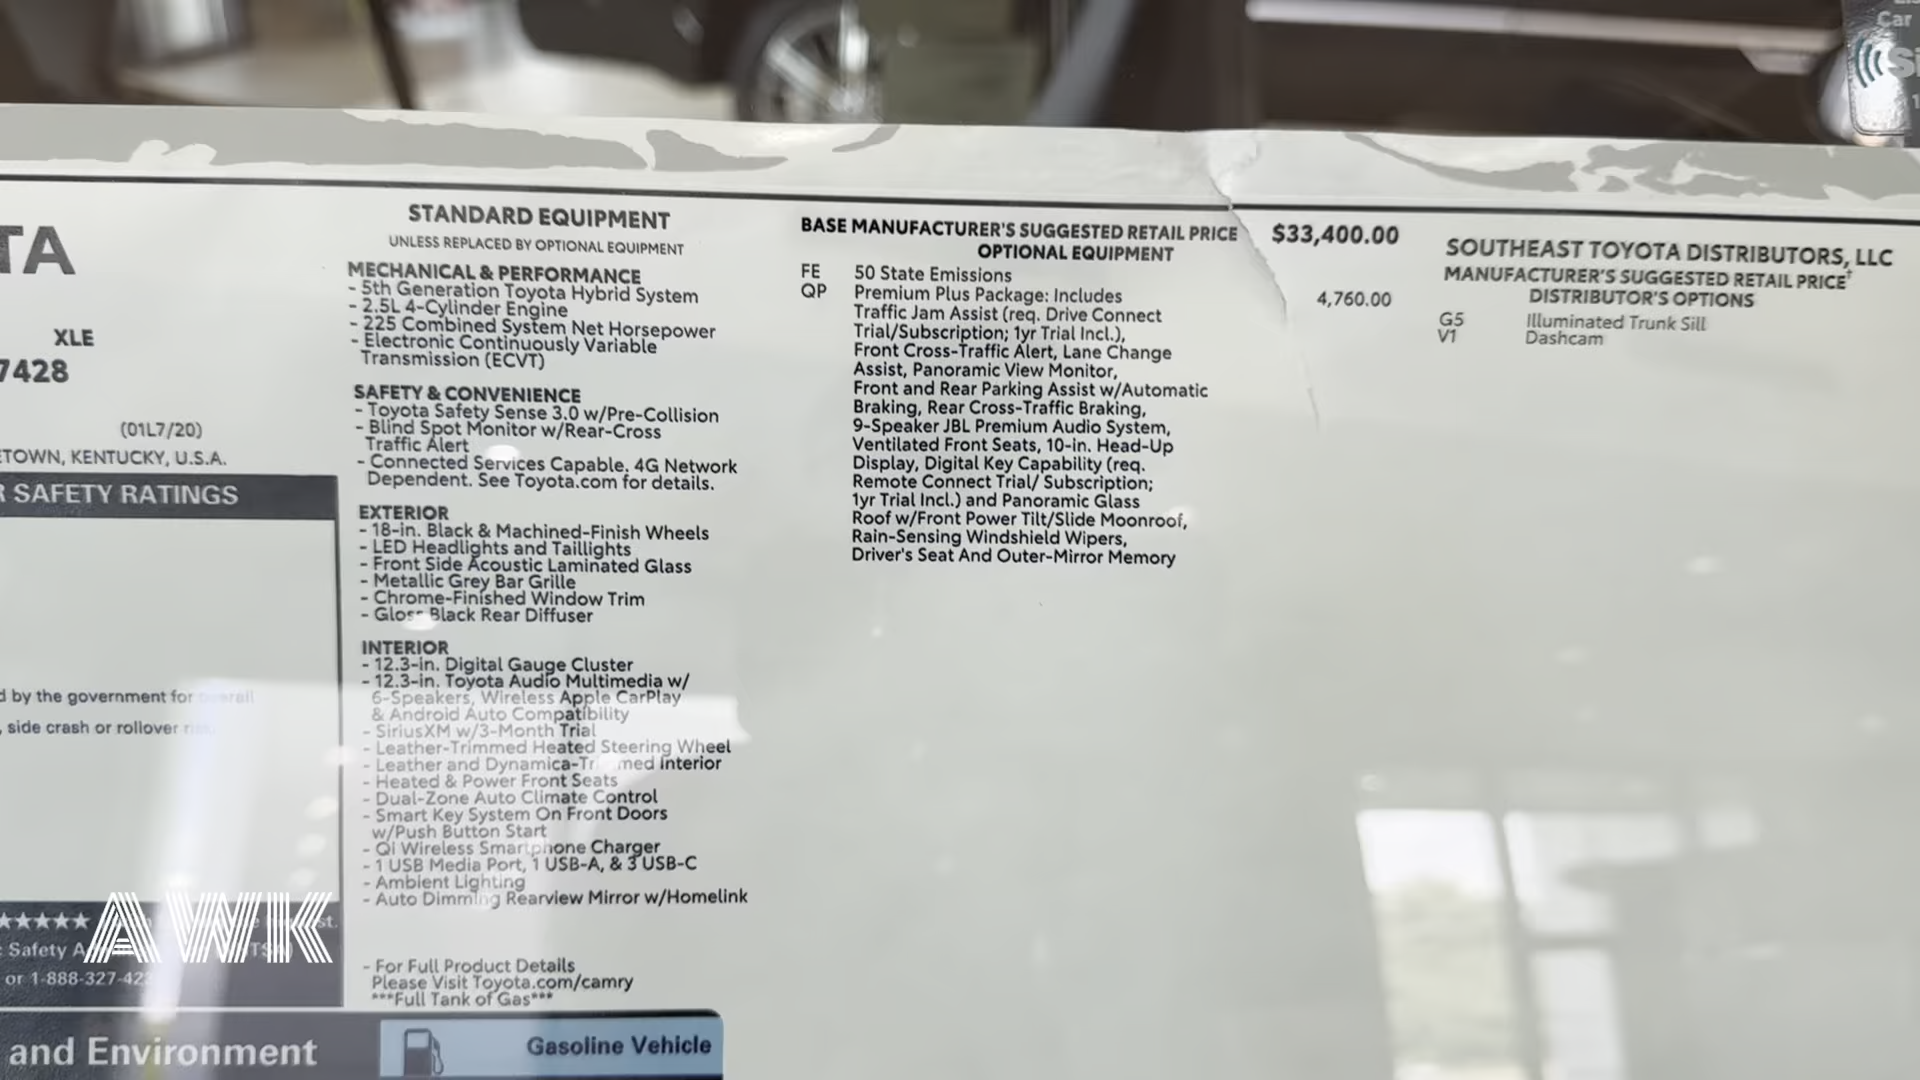 TA
XLE
7428
(01L7/20)
ETOWN, KENTUCKY, U.S.A.
R SAFETY RATINGS
d by the government for overall
, side crash or rollover
★★★★★
Safety
or 1-888-327-423
AWK
and Environment
Gasoline Vehicle
STANDARD EQUIPMENT
UNLESS REPLACED BY OPTIONAL EQUIPMENT
MECHANICAL & PERFORMANCE
- 5th Generation Toyota Hybrid System
- 2.5L 4-Cylinder Engine
- 225 Combined System Net Horsepower
- Electronic Continuously Variable
Transmission (ECVT)
SAFETY & CONVENIENCE
- Toyota Safety Sense 3.0 w/Pre-Collision
- Blind Spot Monitor w/Rear-Cross
Traffic Alert
- Connected Services Capable. 4G Network
Dependent. See Toyota.com for details.
EXTERIOR
- 18-in. Black & Machined-Finish Wheels
- LED Headlights and Taillights
- Front Side Acoustic Laminated Glass
- Metallic Grey Bar Grille
- Chrome-Finished Window Trim
- Gloss Black Rear Diffuser
INTERIOR
- 12.3-in. Digital Gauge Cluster
- 12.3-in. Toyota Audio Multimedia w/
6-Speakers, Wireless Apple CarPlay
& Android Auto Compatibility
- SiriusXM w/3-Month Trial
- Leather-Trimmed Heated Steering Wheel
- Leather and Dynamica-Trimmed Interior
- Heated & Power Front Seats
- Dual-Zone Auto Climate Control
- Smart Key System On Front Doors
w/Push Button Start
- Qi Wireless Smartphone Charger
- 1 USB Media Port, 1 USB-A, & 3 USB-C
- Ambient Lighting
- Auto Dimming Rearview Mirror w/Homelink
- For Full Product Details
Please Visit Toyota.com/camry
***Full Tank of Gas***
BASE MANUFACTURER'S SUGGESTED RETAIL PRICE $33,400.00
OPTIONAL EQUIPMENT
FE 50 State Emissions
QP Premium Plus Package: Includes 4,760.00
Traffic Jam Assist (req. Drive Connect
Trial/Subscription; 1yr Trial Incl.),
Front Cross-Traffic Alert, Lane Change
Assist, Panoramic View Monitor,
Front and Rear Parking Assist w/Automatic
Braking, Rear Cross-Traffic Braking,
9-Speaker JBL Premium Audio System,
Ventilated Front Seats, 10-in. Head-Up
Display, Digital Key Capability (req.
Remote Connect Trial/ Subscription;
1yr Trial Incl.) and Panoramic Glass
Roof w/Front Power Tilt/Slide Moonroof,
Rain-Sensing Windshield Wipers,
Driver's Seat And Outer-Mirror Memory
SOUTHEAST TOYOTA DISTRIBUTORS, LLC
MANUFACTURER'S SUGGESTED RETAIL PRICE†
DISTRIBUTOR'S OPTIONS
G5 Illuminated Trunk Sill
V1 Dashcam
Car
Si